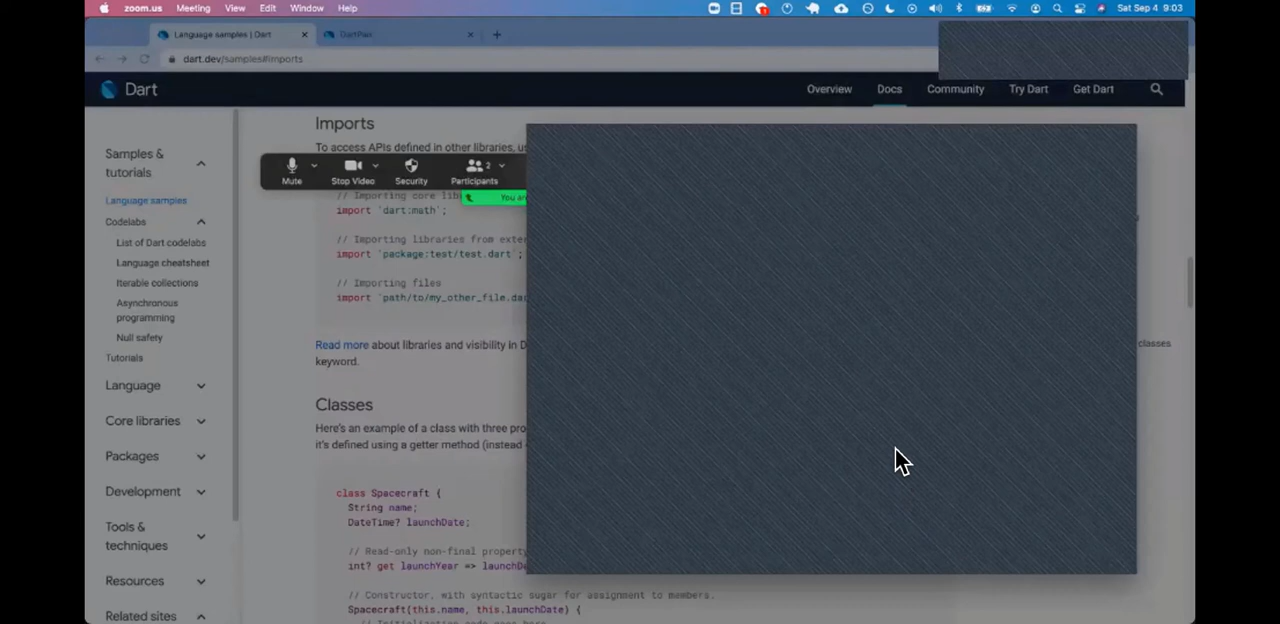 zoom.us Meeting View Edit Window Help
Sat Sep 4 9:03
Language samples | Dart
DartPad
dart.dev/samples#imports
Dart
Overview Docs Community Try Dart Get Dart
Samples &
tutorials
Language samples
Codelabs
List of Dart codelabs
Language cheatsheet
Iterable collections
Asynchronous
programming
Null safety
Tutorials
Language
Core libraries
Packages
Development
Tools &
techniques
Resources
Related sites
Imports
To access APIs defined in other libraries,
Mute Stop Video Security Participants 2
You
// Importing core
import 'dart:math';
// Importing libraries from
import 'package:test/test.dart';
// Importing files
import 'path/to/my_other_file.
Read more about libraries and visibility in
classes
keyword.
Classes
Here's an example of a class with three
it's defined using a getter method (instead
class Spacecraft {
String name;
DateTime? launchDate;
// Read-only non-final property
int? get launchYear =>
// Constructor, with syntactic sugar for assignment to members.
Spacecraft(this.name, this.launchDate) {